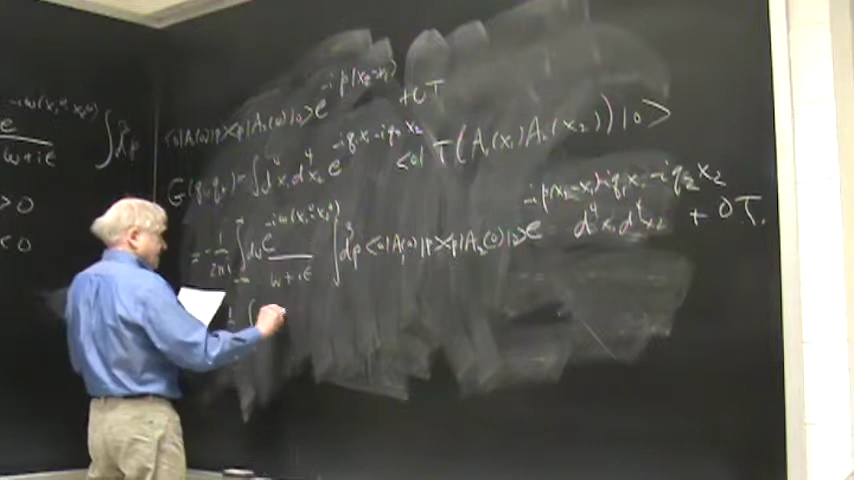 e^{-iω(x₁⁰-x₂⁰)} / ω+iε ∫d³p
>0
<0
<0|A₁(0)|p><p|A₂(0)|0> e^{-ip(x₂-x₁)} + OT
G(q₁,q₂) = ∫d⁴x₁d⁴x₂ e^{-iq₁x₁-iq₂x₂} <0|T(A₁(x₁)A₂(x₂))|0>
= -1/2πi ∫_{-∞}^{∞} dω e^{-iω(x₁⁰-x₂⁰)} / ω+iε ∫d³p <0|A₁(0)|p><p|A₂(0)|0> e^{-ip(x₂-x₁)-iq₁x₁-iq₂x₂} d⁴x₁d⁴x₂ + O.T.